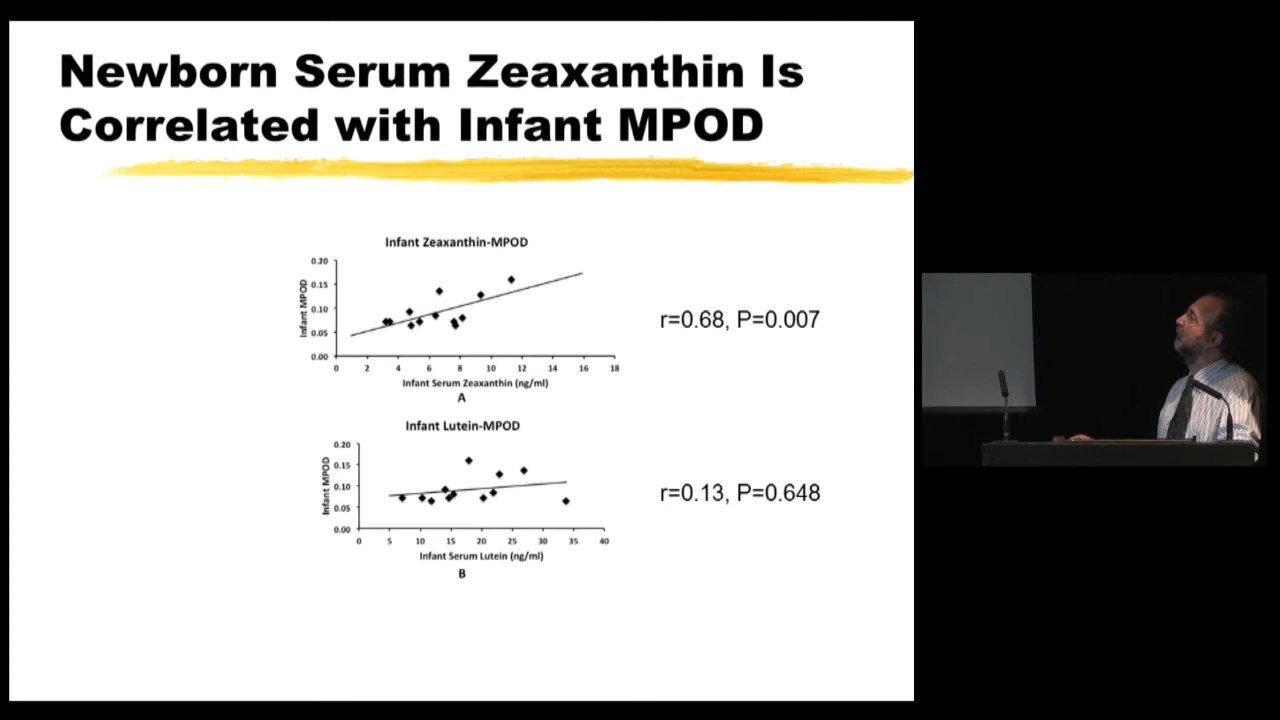 Newborn Serum Zeaxanthin Is
Correlated with Infant MPOD
Infant Zeaxanthin-MPOD
Infant MPOD
0.20
0.15
0.10
0.05
0.00
0 2 4 6 8 10 12 14 16 18
Infant Serum Zeaxanthin (ng/ml)
A
r=0.68, P=0.007
Infant Lutein-MPOD
Infant MPOD
0.20
0.15
0.10
0.05
0.00
0 5 10 15 20 25 30 35 40
Infant Serum Lutein (ng/ml)
B
r=0.13, P=0.648